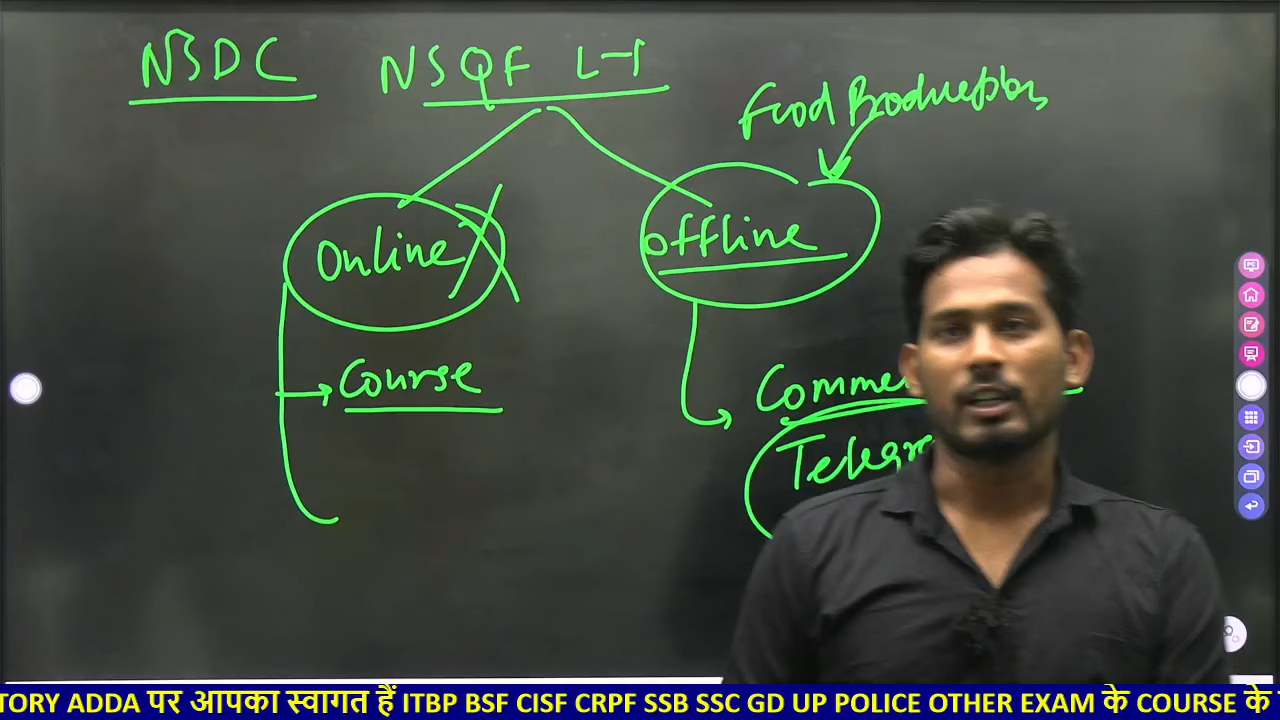 NSDC NSQF L-1
Food Production
Online offline
Course
Comme
Telegr
TORY ADDA पर आपका स्वागत हैं ITBP BSF CISF CRPF SSB SSC GD UP POLICE OTHER EXAM के COURSE के